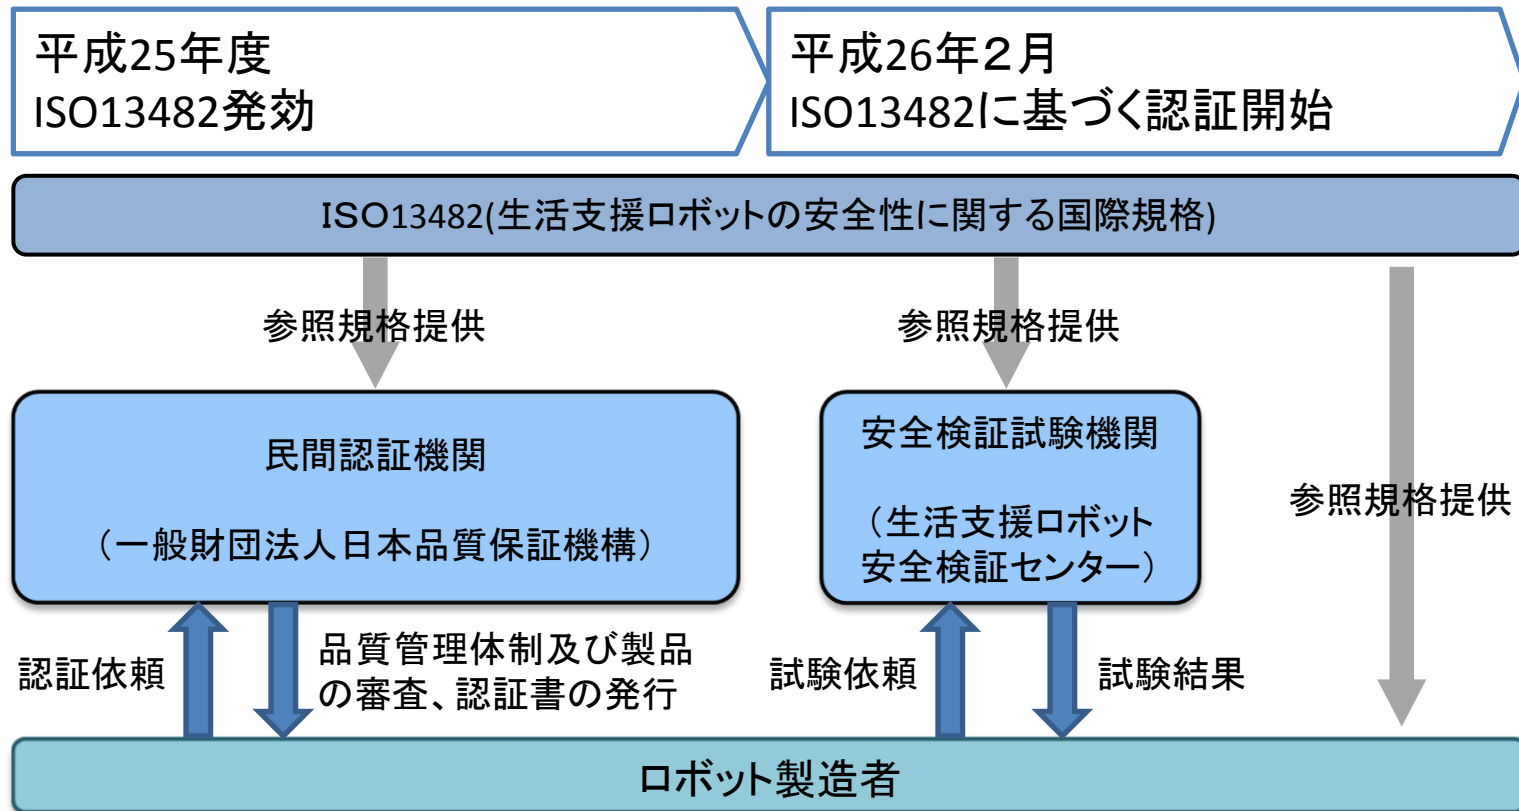 平成25年度
ISO13482発効
平成26年２月
ISO13482に基づく認証開始
ISO13482(生活支援ロボットの安全性に関する国際規格)
参照規格提供
参照規格提供
参照規格提供
民間認証機関
（一般財団法人日本品質保証機構）
安全検証試験機関
（生活支援ロボット
安全検証センター）
認証依頼
品質管理体制及び製品
の審査、認証書の発行
試験依頼
試験結果
ロボット製造者